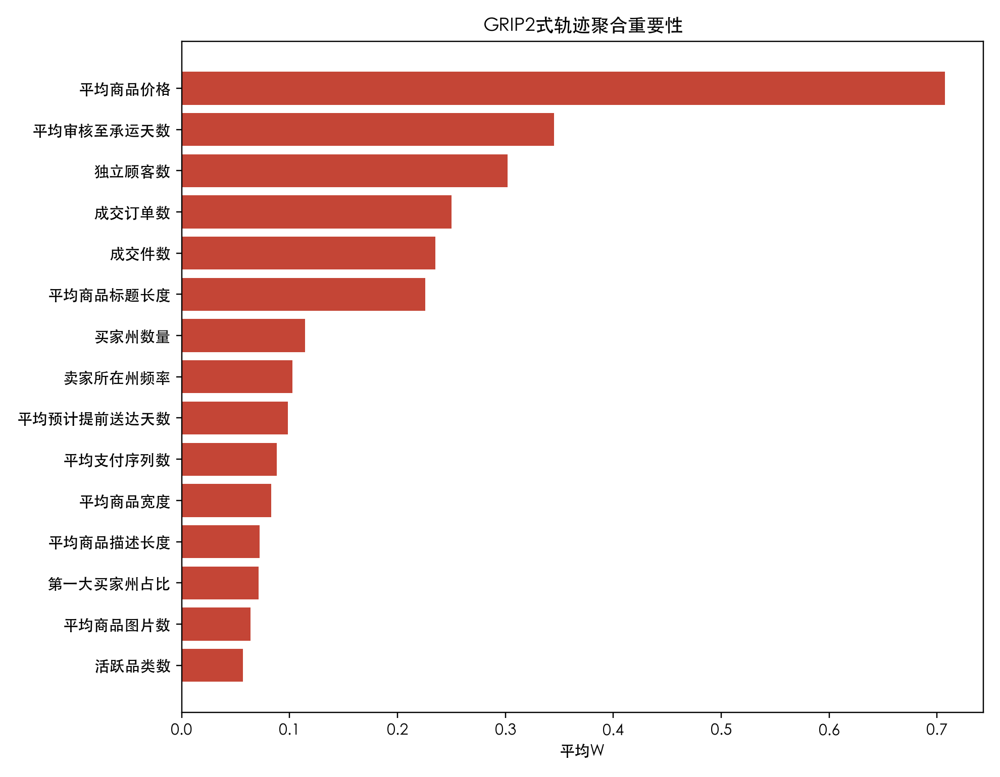 GRIP2式轨迹聚合重要性
平均商品价格
平均审核至承运天数
独立顾客数
成交订单数
成交件数
平均商品标题长度
买家州数量
卖家所在州频率
平均预计提前送达天数
平均支付序列数
平均商品宽度
平均商品描述长度
第一大买家州占比
平均商品图片数
活跃品类数
0.0 0.1 0.2 0.3 0.4 0.5 0.6 0.7
平均W